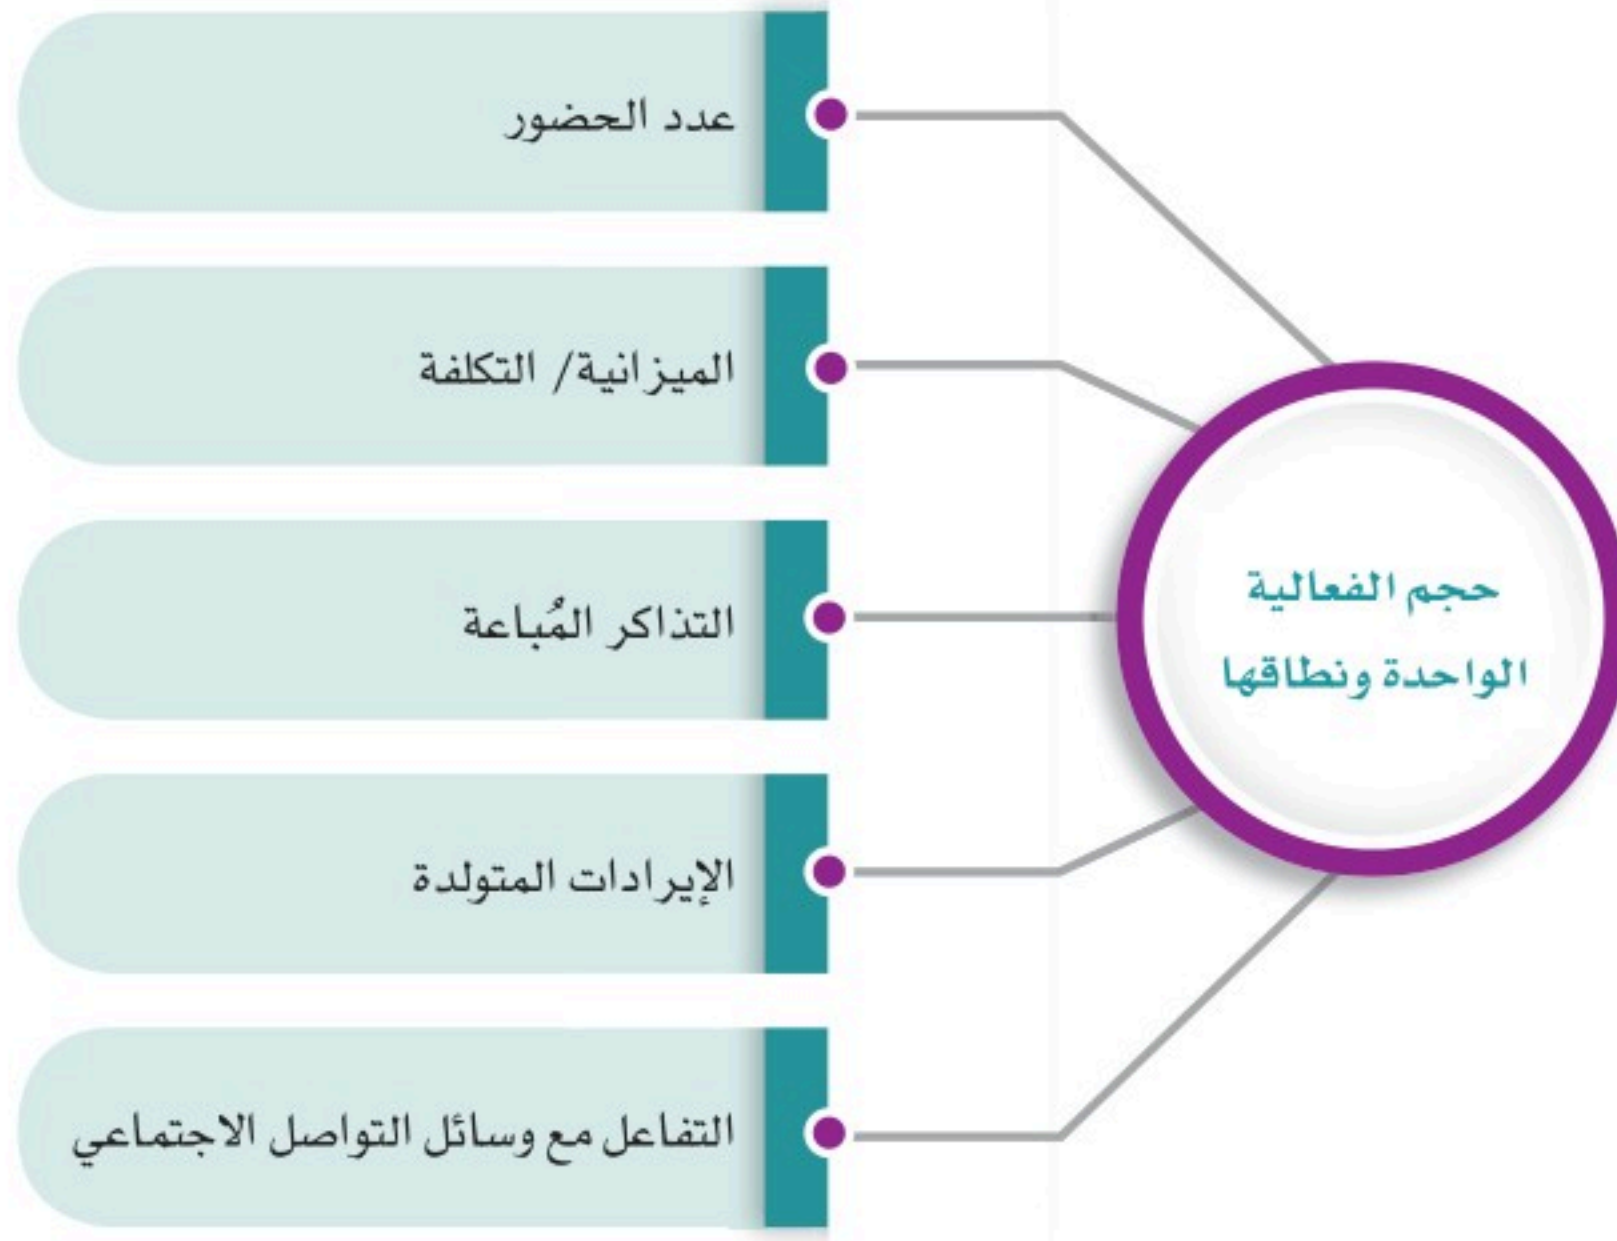 حجم الفعالية
الواحدة ونطاقها
عدد الحضور
الميزانية/ التكلفة
التذاكر المُباعة
الإيرادات المتولدة
التفاعل مع وسائل التواصل الاجتماعي